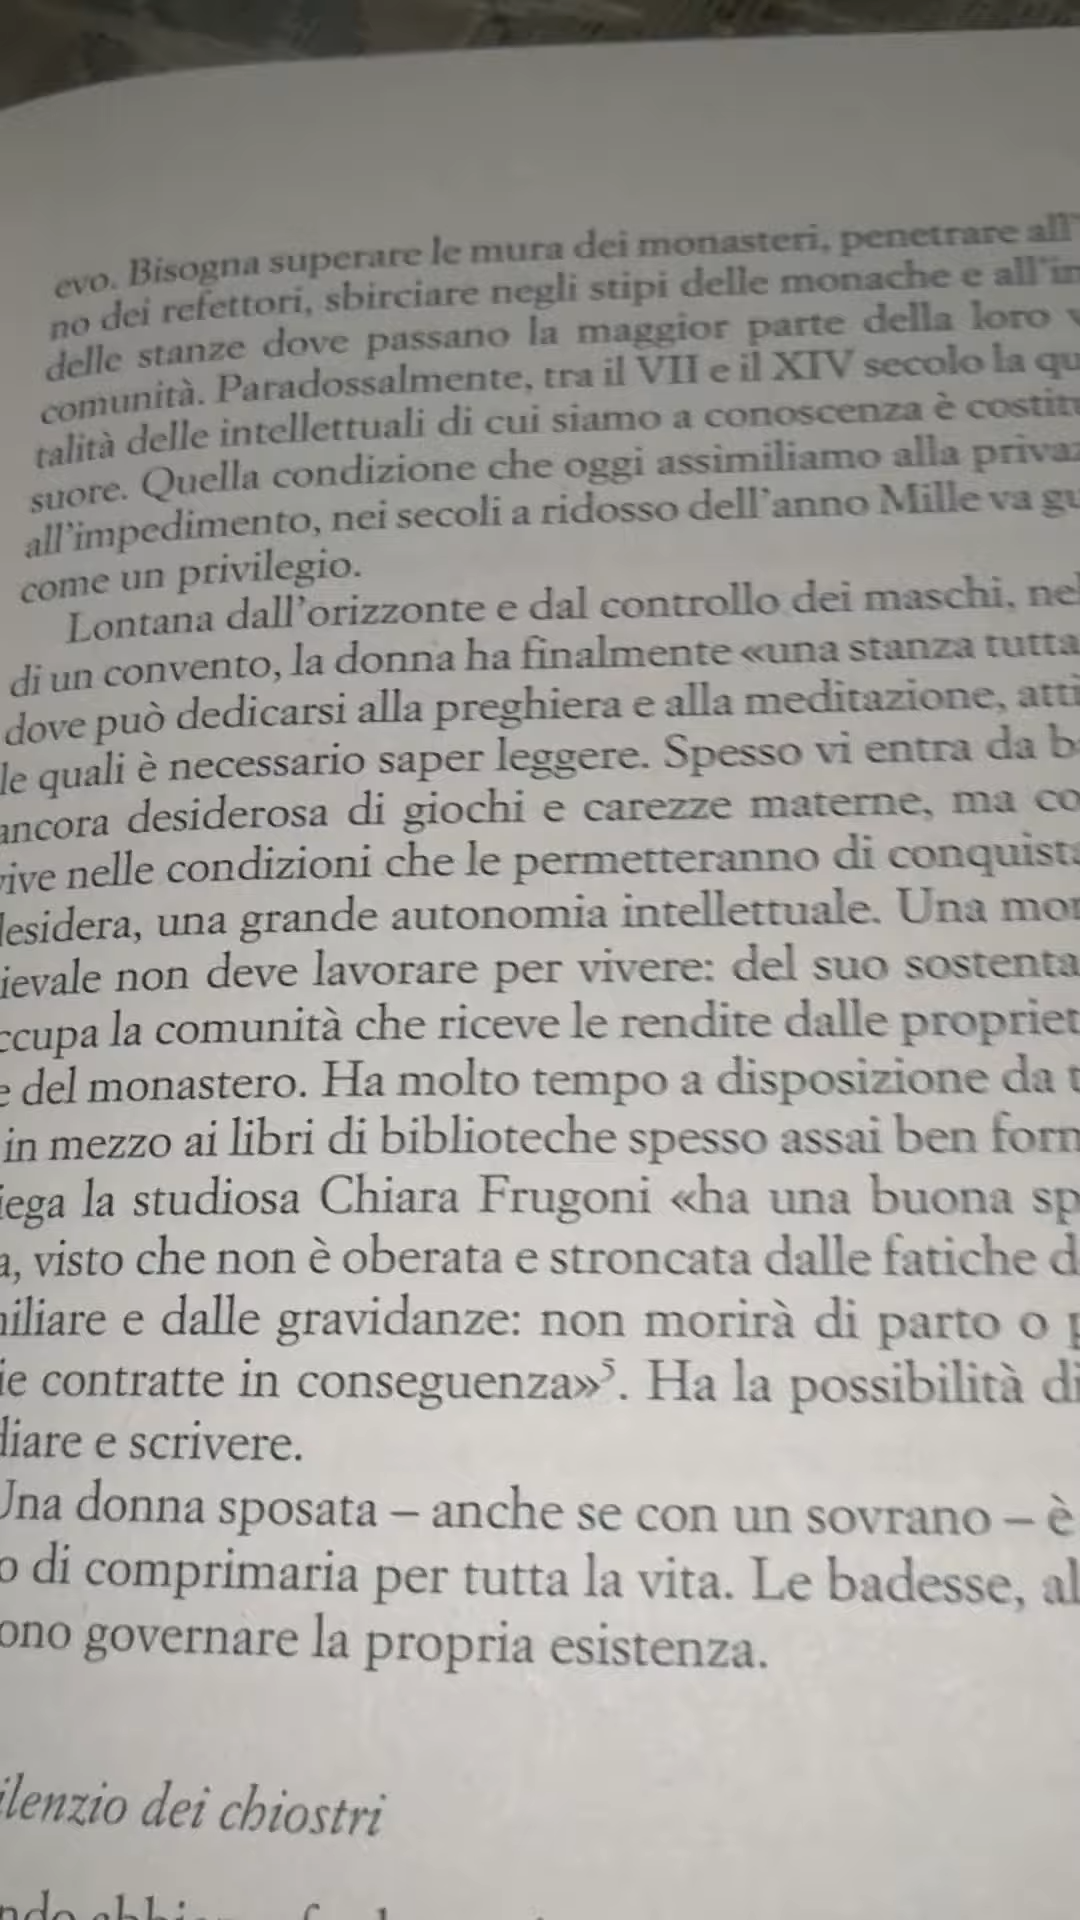 evo. Bisogna superare le mura dei monasteri, penetrare all'
no dei refettori, sbirciare negli stipi delle monache e all'in
delle stanze dove passano la maggior parte della loro v
comunità. Paradossalmente, tra il VII e il XIV secolo la qu
talità delle intellettuali di cui siamo a conoscenza è costitu
suore. Quella condizione che oggi assimiliamo alla privaz
all'impedimento, nei secoli a ridosso dell'anno Mille va gu
come un privilegio.
Lontana dall'orizzonte e dal controllo dei maschi, nel
di un convento, la donna ha finalmente «una stanza tutta
dove può dedicarsi alla preghiera e alla meditazione, atti
le quali è necessario saper leggere. Spesso vi entra da ba
ancora desiderosa di giochi e carezze materne, ma co
vive nelle condizioni che le permetteranno di conquista
desidera, una grande autonomia intellettuale. Una mon
ievale non deve lavorare per vivere: del suo sostenta
ccupa la comunità che riceve le rendite dalle propriet
e del monastero. Ha molto tempo a disposizione da t
in mezzo ai libri di biblioteche spesso assai ben forn
iega la studiosa Chiara Frugoni «ha una buona sp
a, visto che non è oberata e stroncata dalle fatiche d
niliare e dalle gravidanze: non morirà di parto o p
ie contratte in conseguenza»⁵. Ha la possibilità di
diare e scrivere.
Una donna sposata – anche se con un sovrano – è
o di comprimaria per tutta la vita. Le badesse, al
ono governare la propria esistenza.
ilenzio dei chiostri